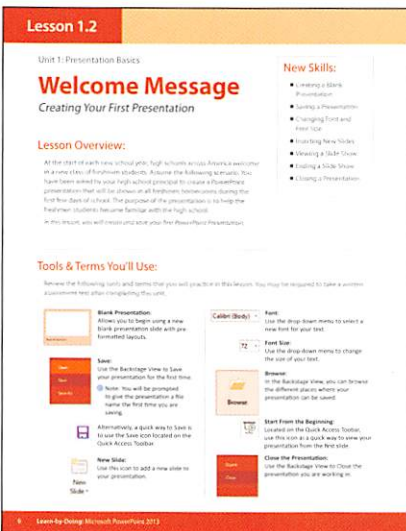 Lesson 1.2
Unit 1: Presentation Basics
Welcome Message
Creating Your First Presentation
New Skills:
Creating a Blank
Presentation
Saving a Presentation
Changing Font and
Font Size
Inserting New Slides
Viewing a Slide Show
Ending a Slide Show
Closing a Presentation
Lesson Overview:
At the start of each new school year, high schools across America welcome
in a new class of freshmen students. Assume the following scenario. You
have been asked by your high school principal to create a PowerPoint
presentation that will be shown in all freshmen homerooms during the
first few days of school. The purpose of the presentation is to help the
freshmen students become familiar with the high school.
In this lesson, you will create and save your first PowerPoint Presentation.
Tools & Terms You'll Use:
Review the following tools and terms that you will practice in this lesson. You may be required to take a written
assessment test after completing this unit.
Blank Presentation:
Allows you to begin using a new
blank presentation slide with pre
formatted layouts.
Save
Save:
Use the Backstage View to Save
your presentation for the first time.
Note: You will be prompted
to give the presentation a file
name the first time you are
saving.
Alternatively, a quick way to Save is
to use the Save icon located on the
Quick Access Toolbar.
New
Slide
New Slide:
Use this icon to add a new slide to
your presentation.
Calibri (Body)
Font:
Use the drop down menu to select a
new font for your text.
72
Font Size:
Use the drop down menu to change
the size of your text.
Browse
Browse:
In the Backstage View, you can browse
the different places where your
presentation can be saved.
Start From the Beginning:
Located on the Quick Access Toolbar,
use this icon as a quick way to view your
presentation from the first slide.
Close
Close the Presentation:
Use the Backstage View to Close the
presentation you are working in.
6 Learn-by-Doing: Microsoft PowerPoint 2013